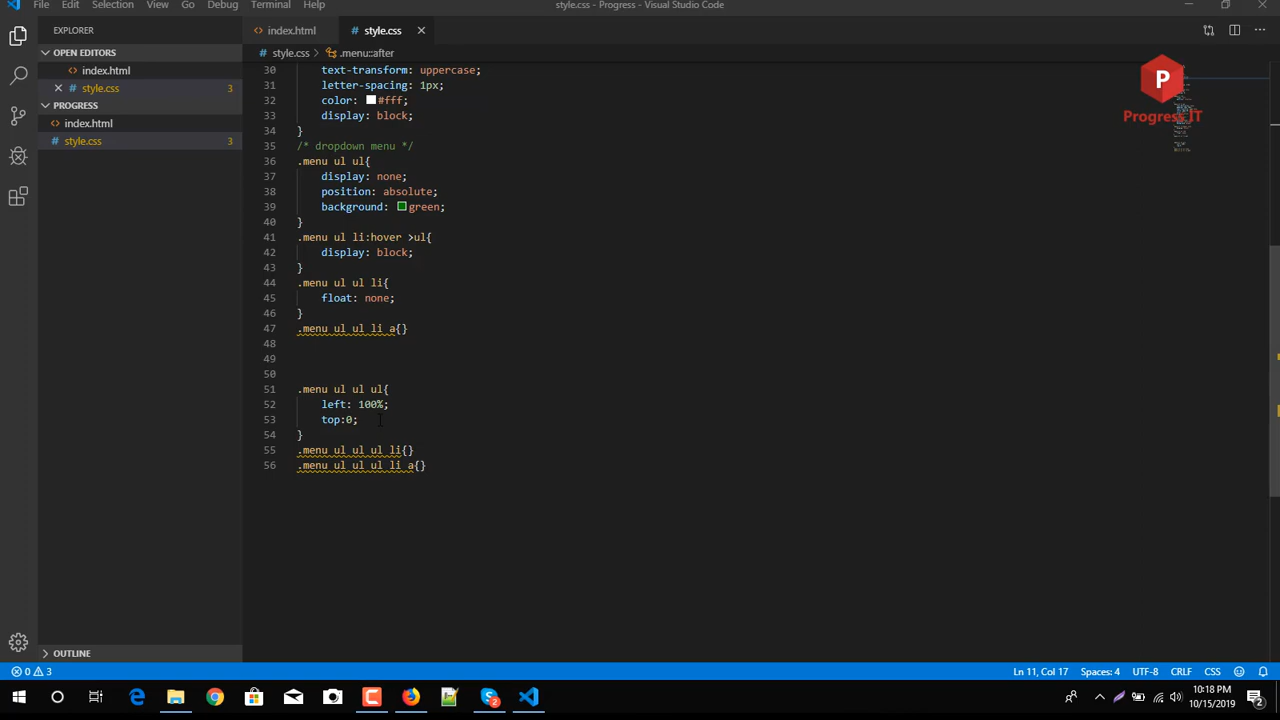 File Edit Selection View Go Debug Terminal Help
style.css - Progress - Visual Studio Code
EXPLORER
index.html
style.css
style.css > .menu::after
OPEN EDITORS
index.html
style.css 3
PROGRESS
index.html
style.css 3
30 text-transform: uppercase;
31 letter-spacing: 1px;
32 color: #fff;
33 display: block;
34 }
35 /* dropdown menu */
36 .menu ul ul{
37 display: none;
38 position: absolute;
39 background: green;
40 }
41 .menu ul li:hover >ul{
42 display: block;
43 }
44 .menu ul ul li{
45 float: none;
46 }
47 .menu ul ul li a{}
48
49
50
51 .menu ul ul ul{
52 left: 100%;
53 top:0;
54 }
55 .menu ul ul ul li{}
56 .menu ul ul ul li a{}
P
Progress IT
OUTLINE
0 3
Ln 11, Col 17 Spaces: 4 UTF-8 CRLF CSS
2
10:18 PM
10/15/2019
2